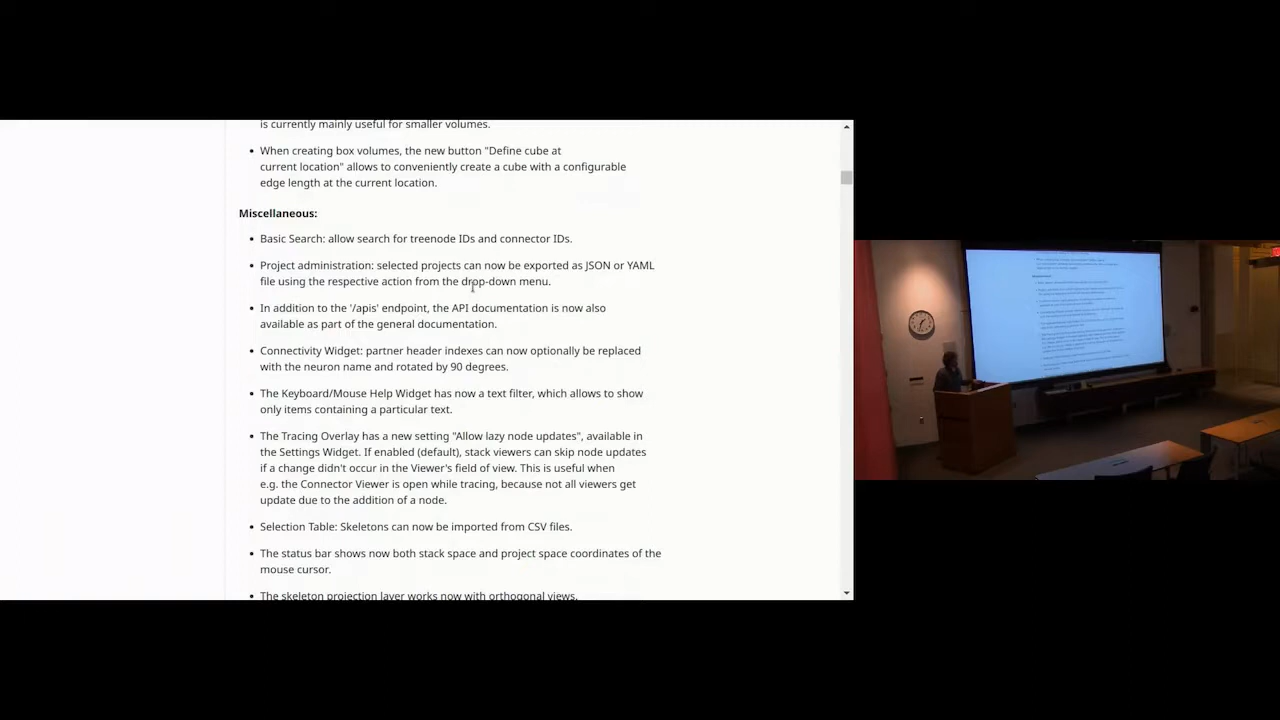 is currently mainly useful for smaller volumes.
• When creating box volumes, the new button "Define cube at
current location" allows to conveniently create a cube with a configurable
edge length at the current location.
Miscellaneous:
• Basic Search: allow search for treenode IDs and connector IDs.
• Project administration: selected projects can now be exported as JSON or YAML
file using the respective action from the drop-down menu.
• In addition to the '/apis' endpoint, the API documentation is now also
available as part of the general documentation.
• Connectivity Widget: partner header indexes can now optionally be replaced
with the neuron name and rotated by 90 degrees.
• The Keyboard/Mouse Help Widget has now a text filter, which allows to show
only items containing a particular text.
• The Tracing Overlay has a new setting "Allow lazy node updates", available in
the Settings Widget. If enabled (default), stack viewers can skip node updates
if a change didn't occur in the Viewer's field of view. This is useful when
e.g. the Connector Viewer is open while tracing, because not all viewers get
update due to the addition of a node.
• Selection Table: Skeletons can now be imported from CSV files.
• The status bar shows now both stack space and project space coordinates of the
mouse cursor.
• The skeleton projection layer works now with orthogonal views.